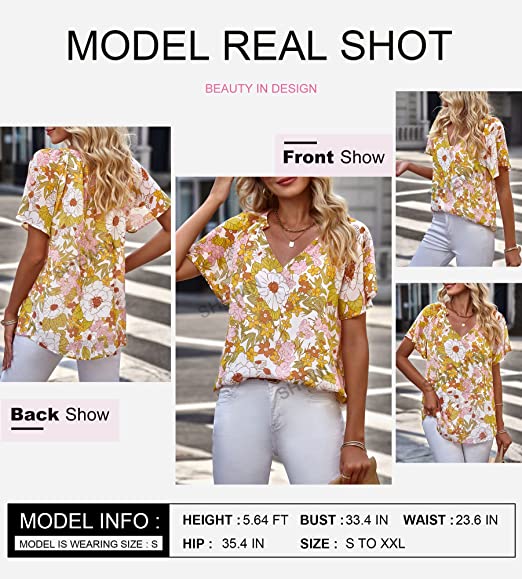 MODEL REAL SHOT
BEAUTY IN DESIGN
Front Show
Back Show
MODEL INFO :
MODEL IS WEARING SIZE : S
HEIGHT : 5.64 FT BUST : 33.4 IN WAIST : 23.6 IN
HIP : 35.4 IN SIZE : S TO XXL